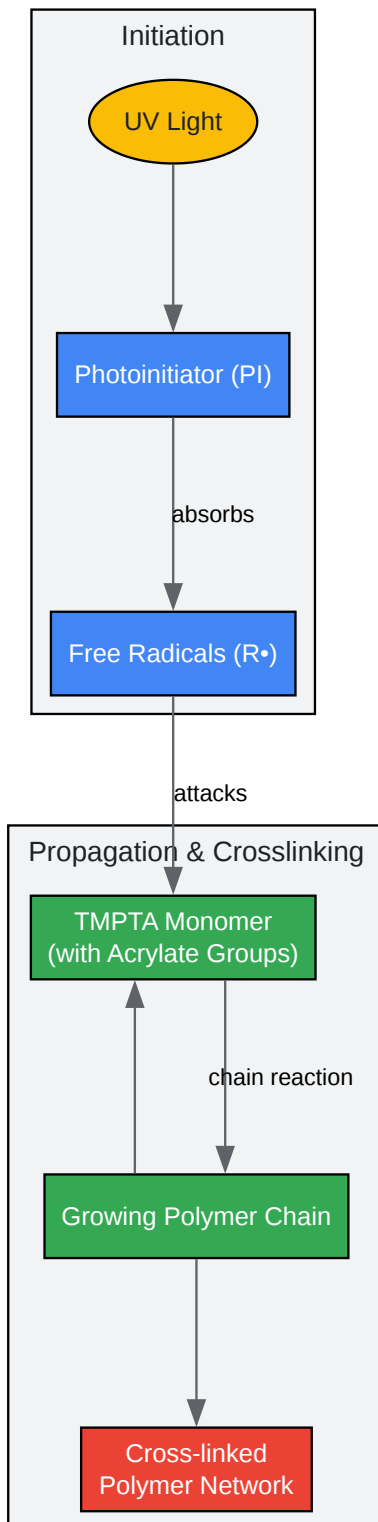 Initiation
UV Light
Photoinitiator (PI)
absorbs
Free Radicals (R•)
attacks
Propagation & Crosslinking
TMPTA Monomer
(with Acrylate Groups)
chain reaction
Growing Polymer Chain
Cross-linked
Polymer Network